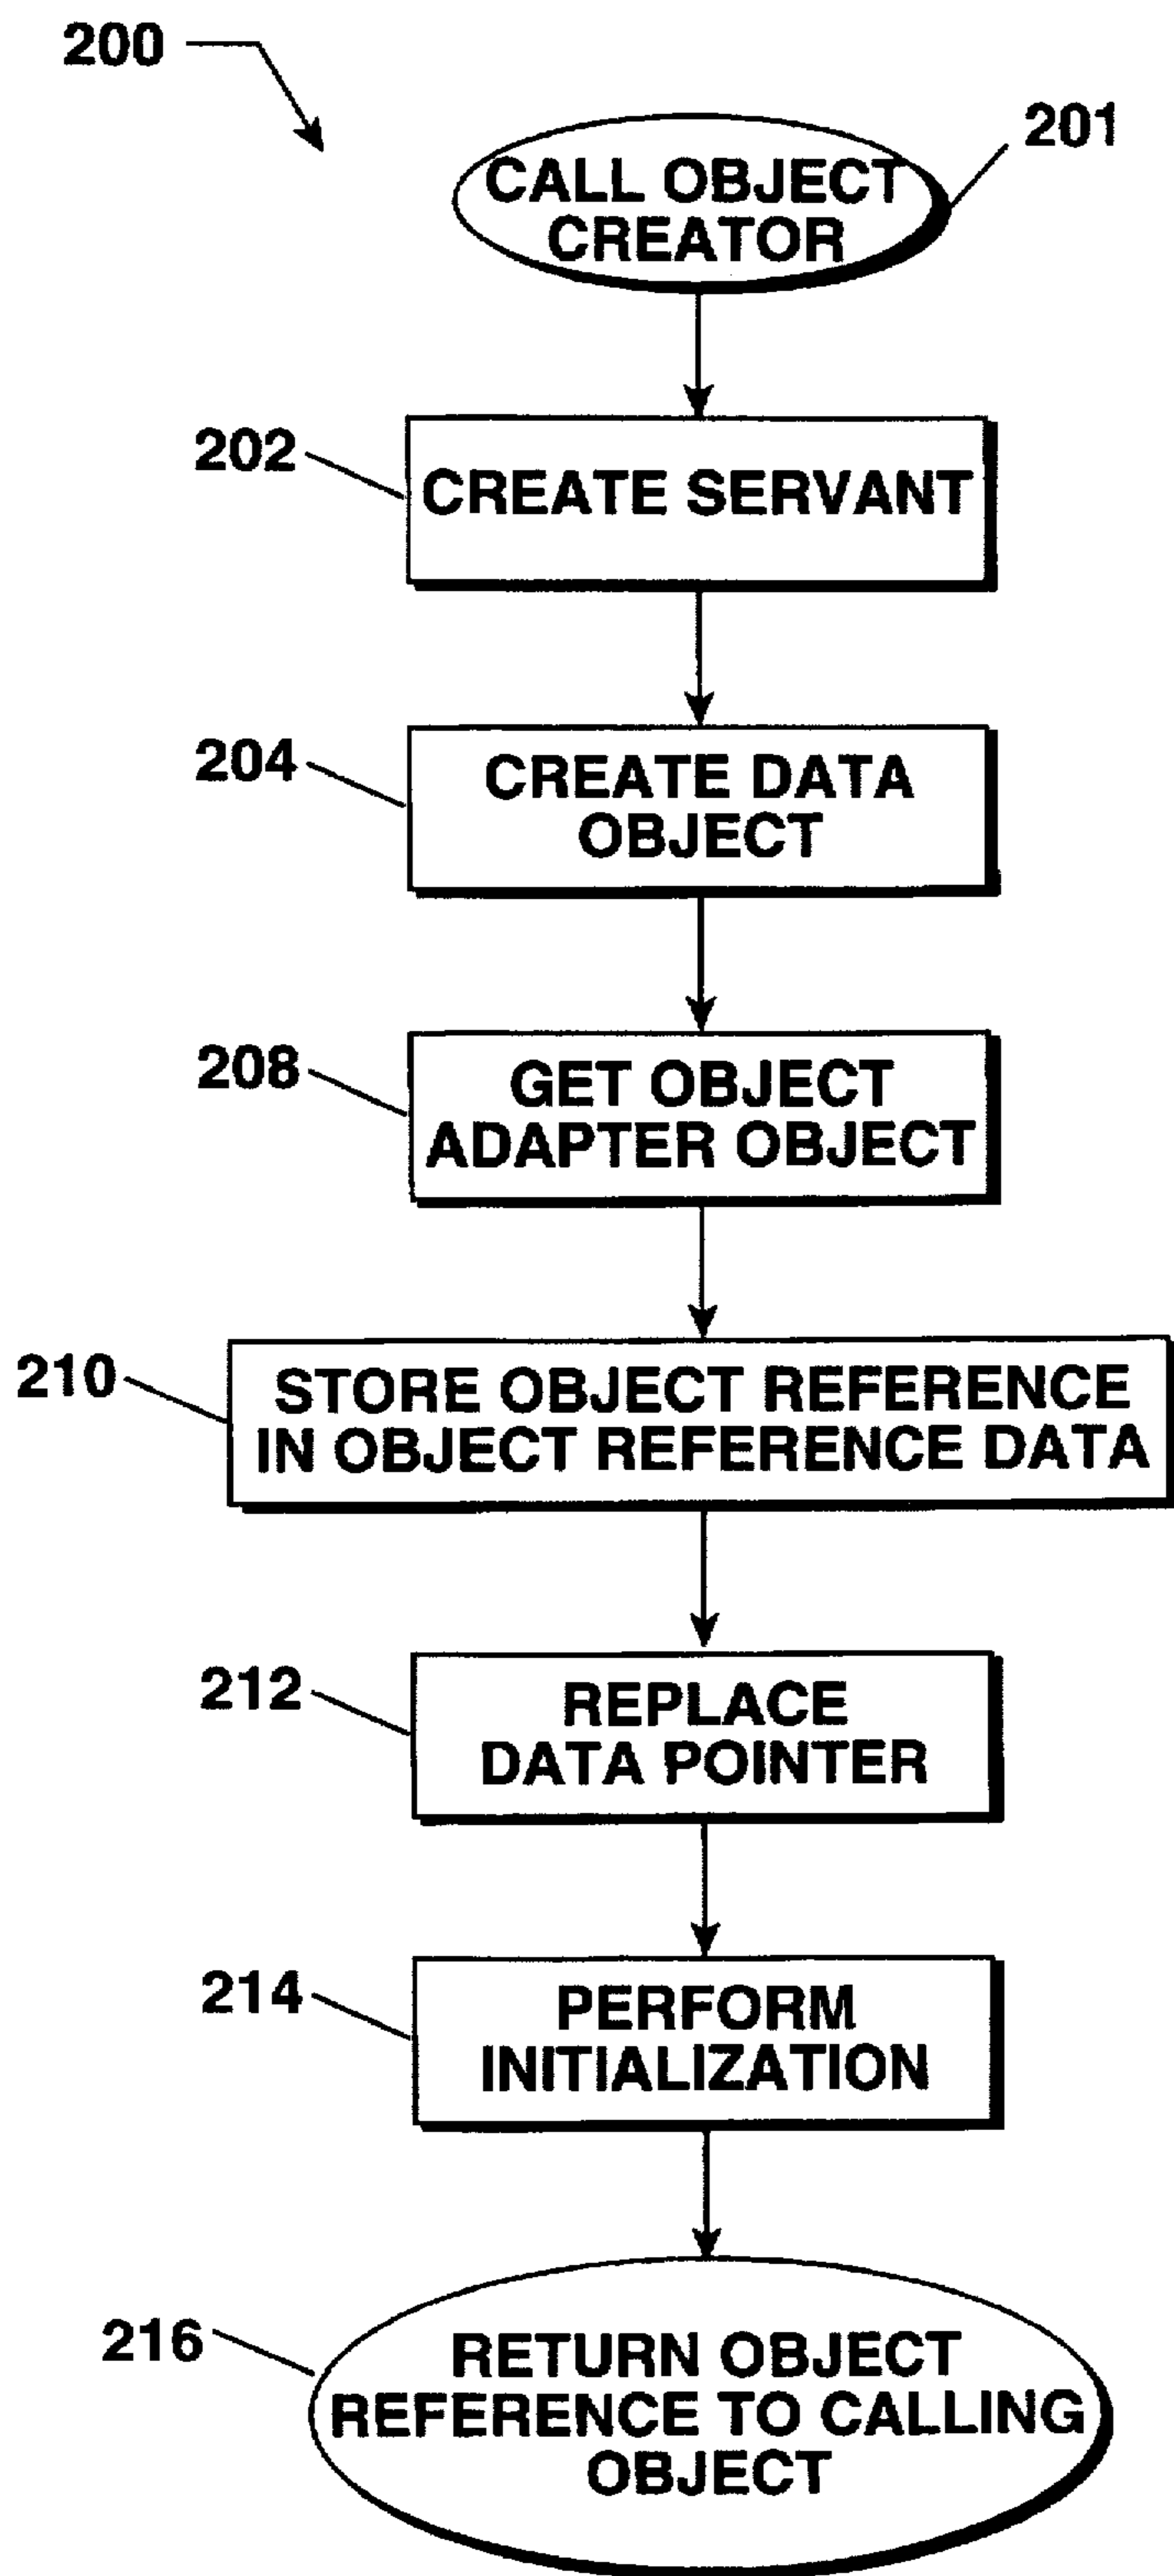 200
201
CALL OBJECT
CREATOR
202
CREATE SERVANT
204
CREATE DATA
OBJECT
208
GET OBJECT
ADAPTER OBJECT
210
STORE OBJECT REFERENCE
IN OBJECT REFERENCE DATA
212
REPLACE
DATA POINTER
214
PERFORM
INITIALIZATION
216
RETURN OBJECT
REFERENCE TO CALLING
OBJECT